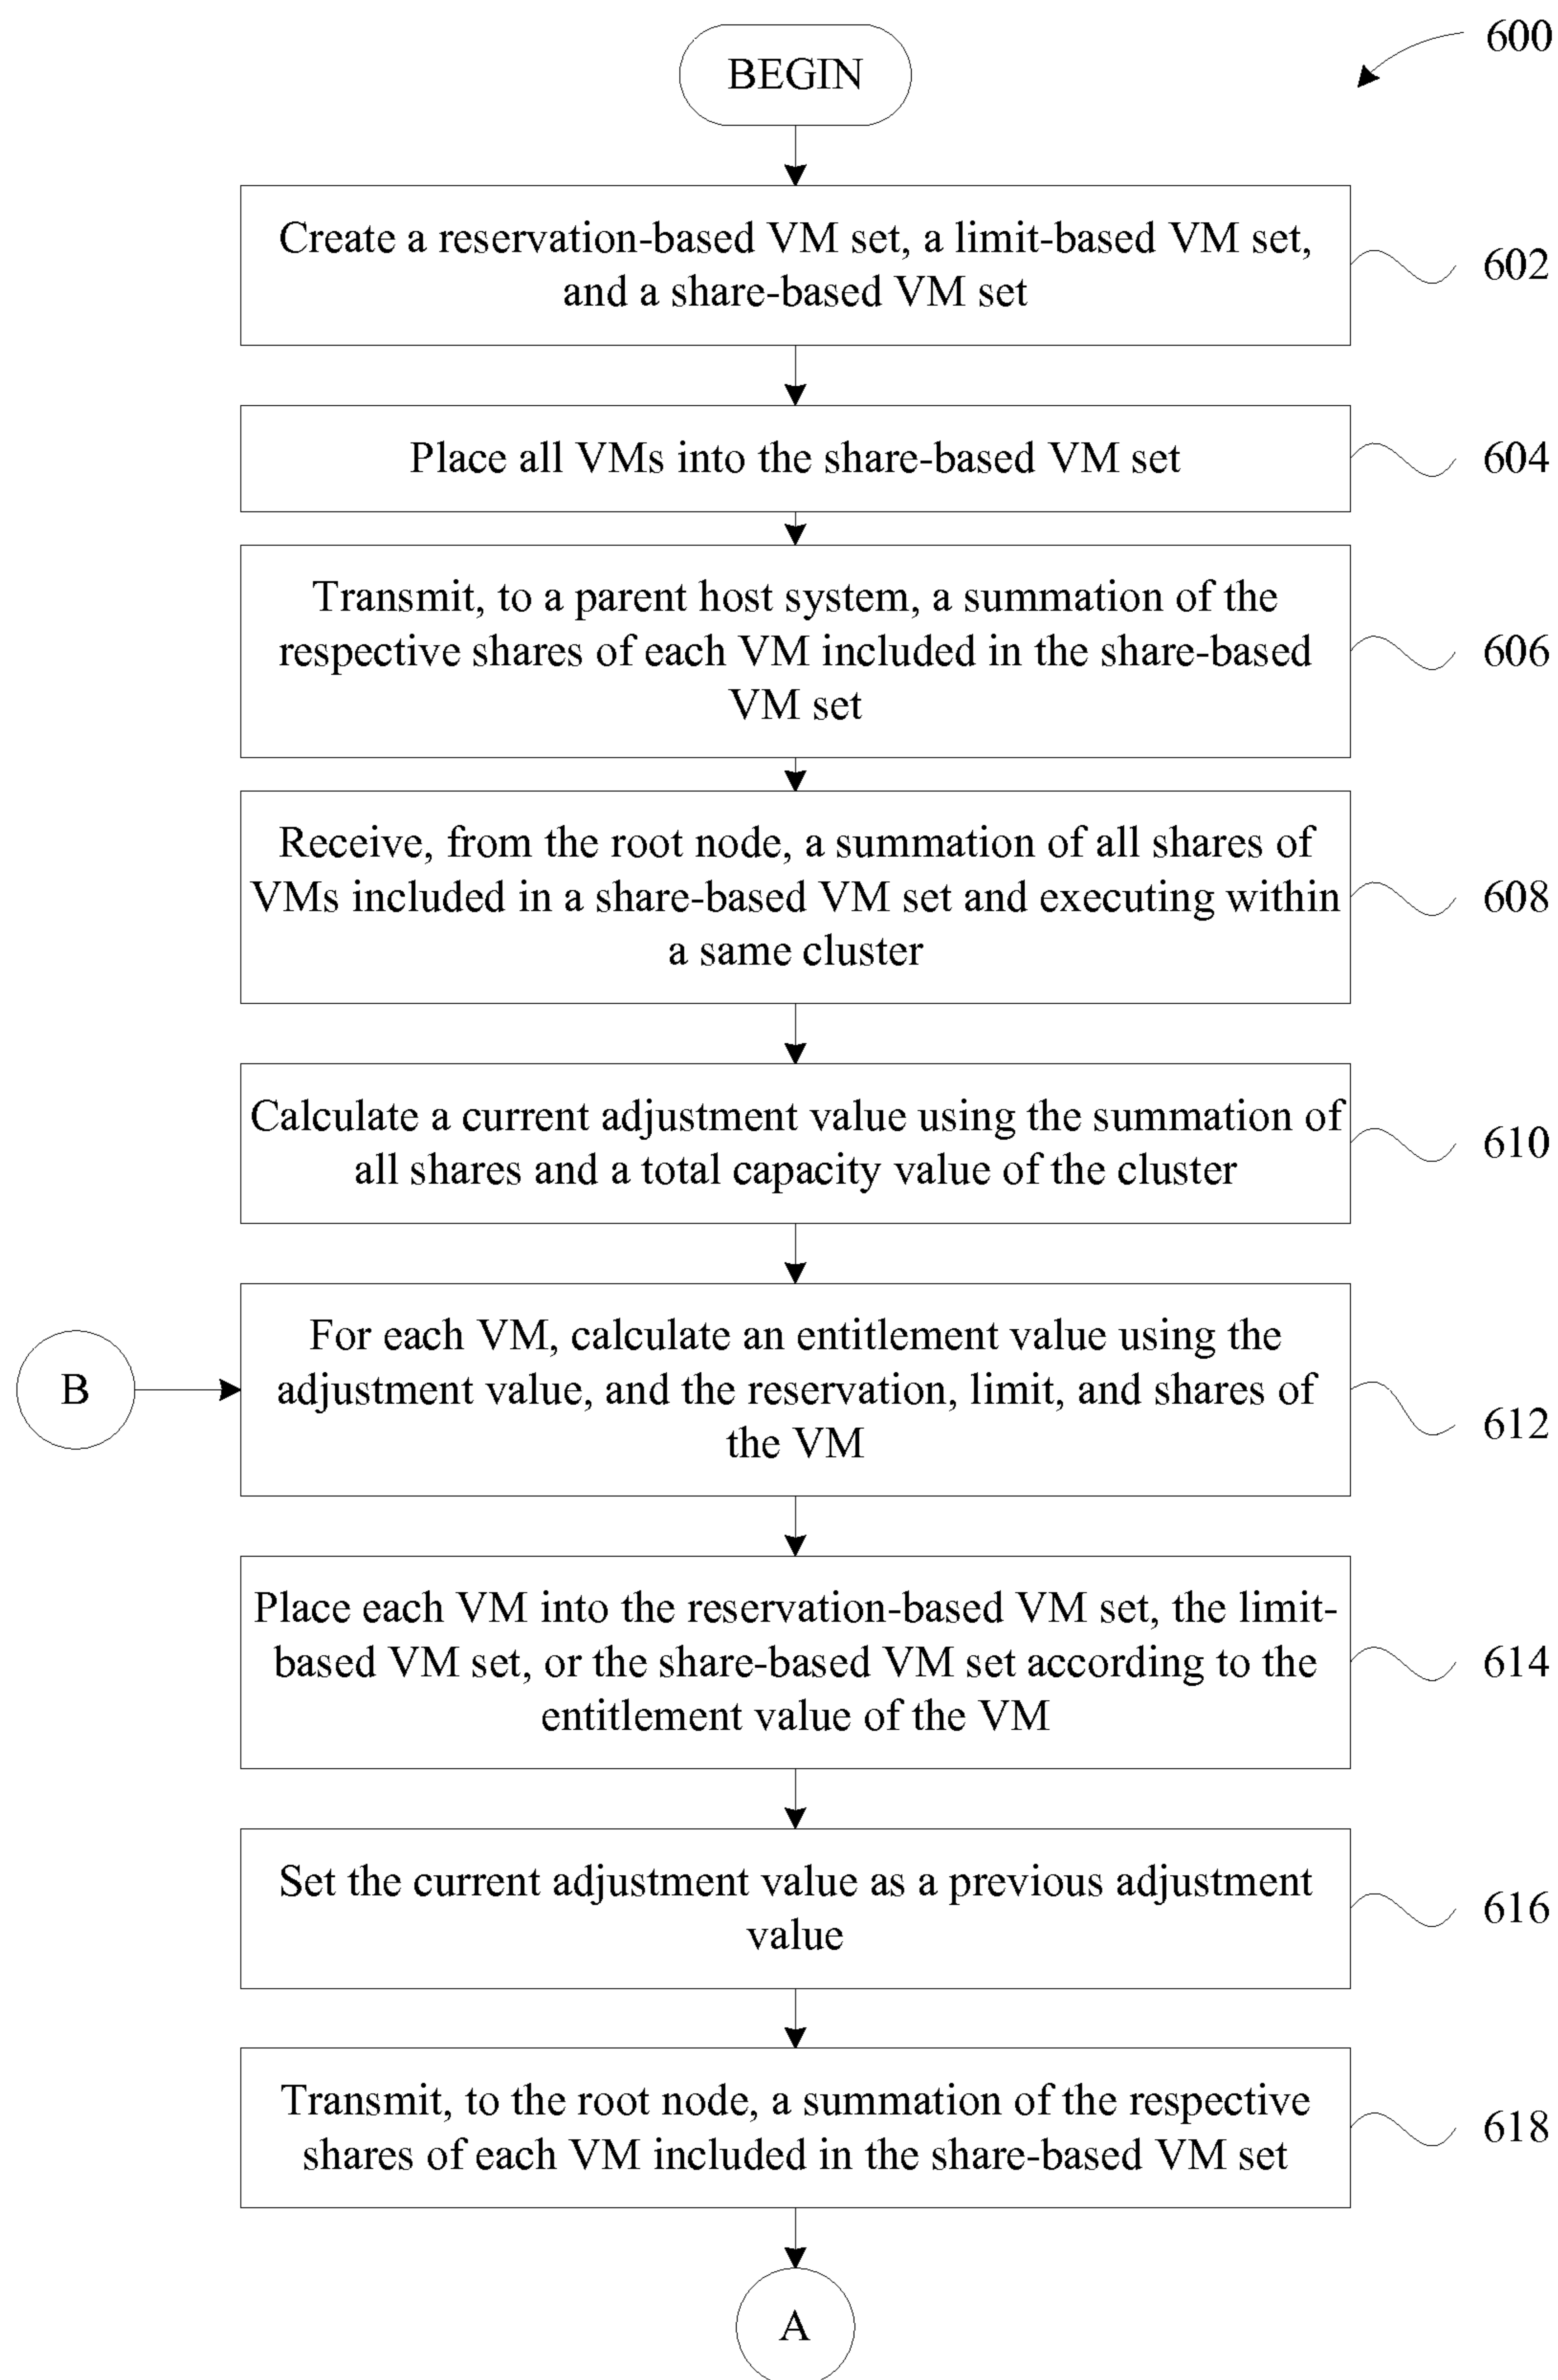 600
BEGIN
Create a reservation-based VM set, a limit-based VM set,
and a share-based VM set
602
Place all VMs into the share-based VM set
604
Transmit, to a parent host system, a summation of the
respective shares of each VM included in the share-based
VM set
606
Receive, from the root node, a summation of all shares of
VMs included in a share-based VM set and executing within
a same cluster
608
Calculate a current adjustment value using the summation of
all shares and a total capacity value of the cluster
610
B
For each VM, calculate an entitlement value using the
adjustment value, and the reservation, limit, and shares of
the VM
612
Place each VM into the reservation-based VM set, the limit-
based VM set, or the share-based VM set according to the
entitlement value of the VM
614
Set the current adjustment value as a previous adjustment
value
616
Transmit, to the root node, a summation of the respective
shares of each VM included in the share-based VM set
618
A